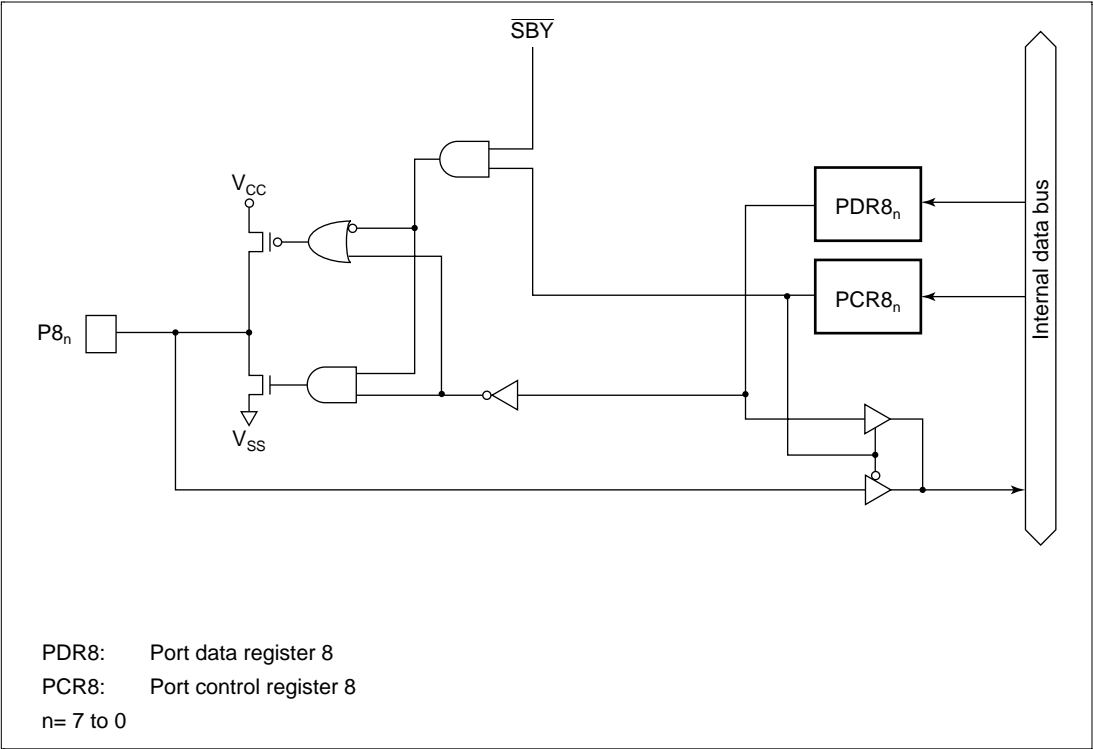 SBY
V_CC
PDR8_n
PCR8_n
Internal data bus
P8_n
V_SS
PDR8: Port data register 8
PCR8: Port control register 8
n= 7 to 0